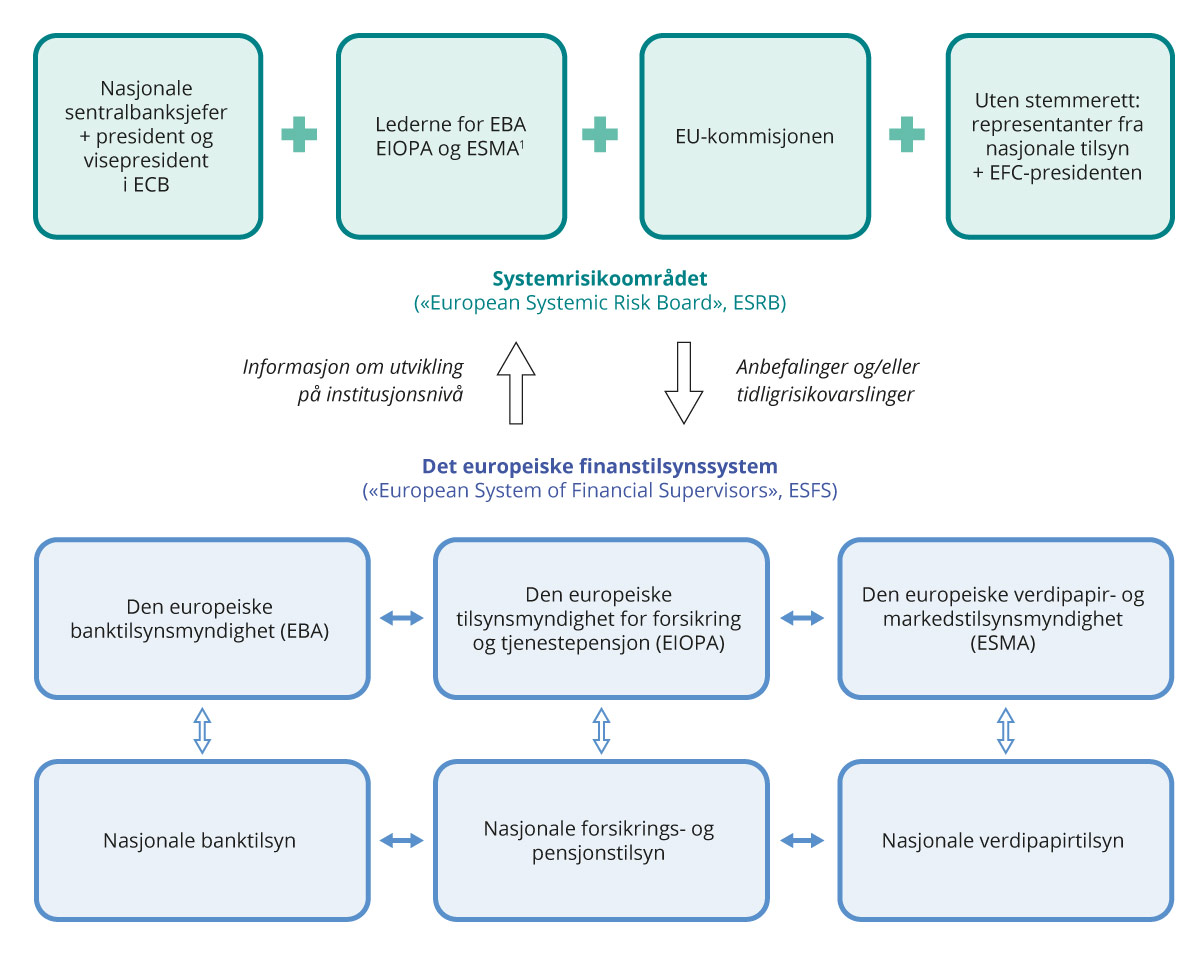 Nasjonale
sentralbanksjefer
+ president og
visepresident
i ECB
Lederne for EBA
EIOPA og ESMA¹
EU-kommisjonen
Uten stemmerett:
representanter fra
nasjonale tilsyn
+ EFC-presidenten
Systemrisikoområdet
(«European Systemic Risk Board», ESRB)
Informasjon om utvikling
på institusjonsnivå
Anbefalinger og/eller
tidligrisikovarslinger
Det europeiske finanstilsynssystem
(«European System of Financial Supervisors», ESFS)
Den europeiske
banktilsynsmyndighet (EBA)
Den europeiske
tilsynsmyndighet for forsikring
og tjenestepensjon (EIOPA)
Den europeiske verdipapir- og
markedstilsynsmyndighet
(ESMA)
Nasjonale banktilsyn
Nasjonale forsikrings- og
pensjonstilsyn
Nasjonale verdipapirtilsyn